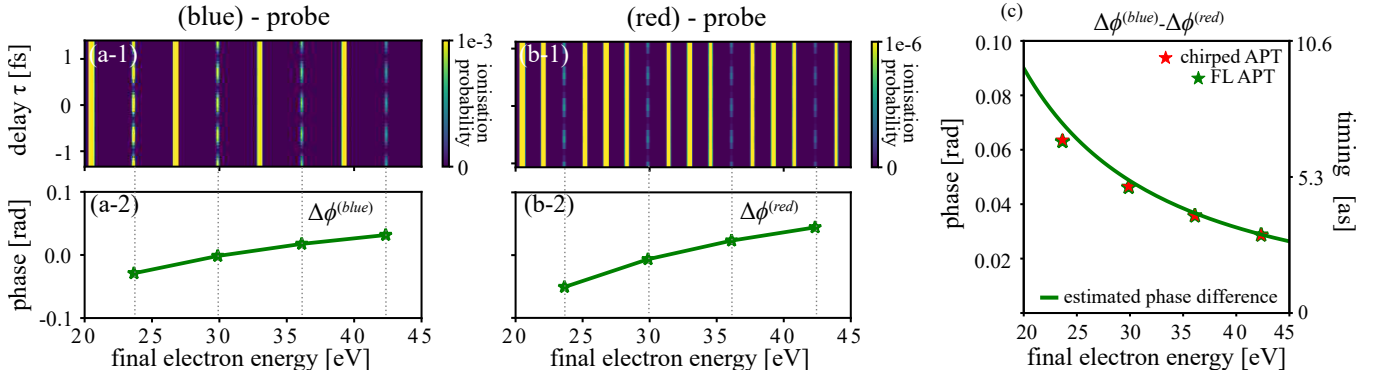 (blue) - probe
(a-1)
delay τ [fs]
1
0
-1
1e-3
ionisation
probability
0
(a-2)
Δϕ(blue)
phase [rad]
0.1
0.0
-0.1
20 25 30 35 40 45
final electron energy [eV]
(red) - probe
(b-1)
1e-6
ionisation
probability
0
(b-2)
Δϕ(red)
20 25 30 35 40 45
final electron energy [eV]
(c)
Δϕ(blue)-Δϕ(red)
chirped APT
FL APT
phase [rad]
0.10
0.08
0.06
0.04
0.02
10.6
5.3
0
timing [as]
estimated phase difference
20 25 30 35 40 45
final electron energy [eV]